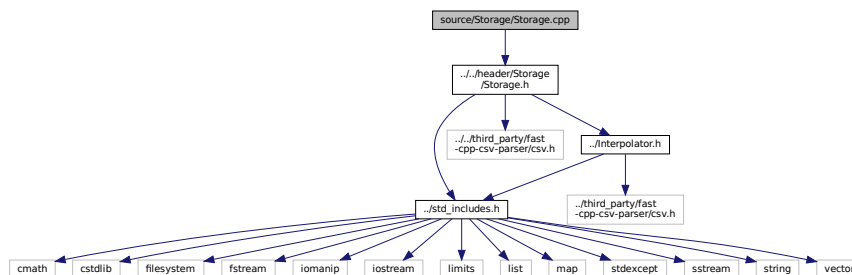 source/Storage/Storage.cpp
../../header/Storage
/Storage.h
../../third_party/fast
-cpp-csv-parser/csv.h
../Interpolator.h
../third_party/fast
-cpp-csv-parser/csv.h
../std_includes.h
cmath
cstdlib
filesystem
fstream
iomanip
iostream
limits
list
map
stdexcept
sstream
string
vector